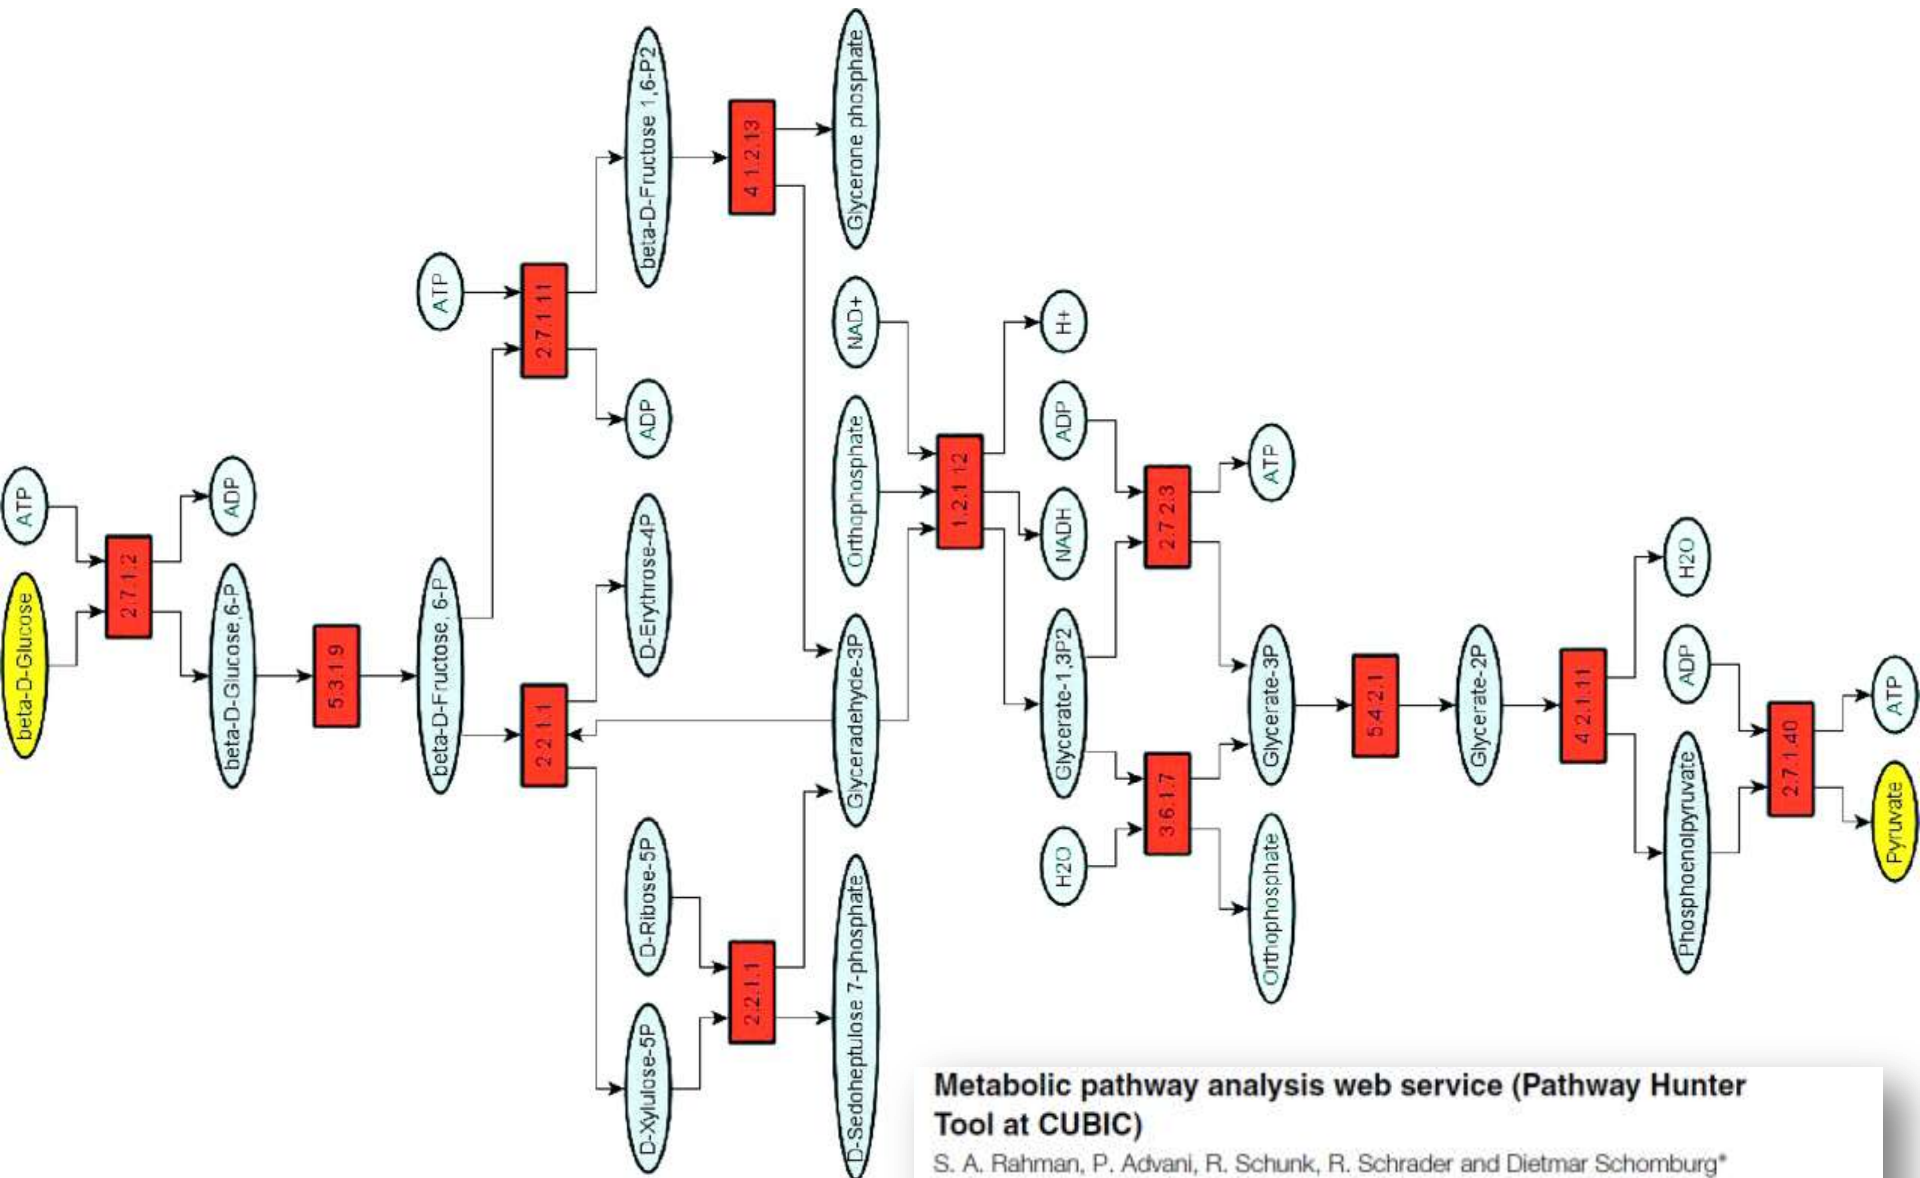 beta-D-Glucose
ATP
2.7.1.2
beta-D-Glucose,6-P
ADP
5.3.1.9
beta-D-Fructose, 6-P
ATP
2.2.1.1
2.7.1.11
D-Xylulose-5P
D-Ribose-5P
D-Erythrose-4P
ADP
beta-D-Fructose 1,6-P2
2.2.1.1
4.1.2.13
D-Sedoheptulose 7-phosphate
Glyceradehyde-3P
Orthophosphate
NAD+
Glycerone phosphate
1.2.1.12
H2O
Glycerate-1,3P2
NADH
ADP
H+
3.6.1.7
2.7.2.3
Orthophosphate
Glycerate-3P
ATP
5.4.2.1
Glycerate-2P
4.2.1.11
Phosphoenolpyruvate
ADP
H2O
2.7.1.40
Pyruvate
ATP
Metabolic pathway analysis web service (Pathway Hunter
Tool at CUBIC)
S. A. Rahman, P. Advani, R. Schunk, R. Schrader and Dietmar Schomburg*